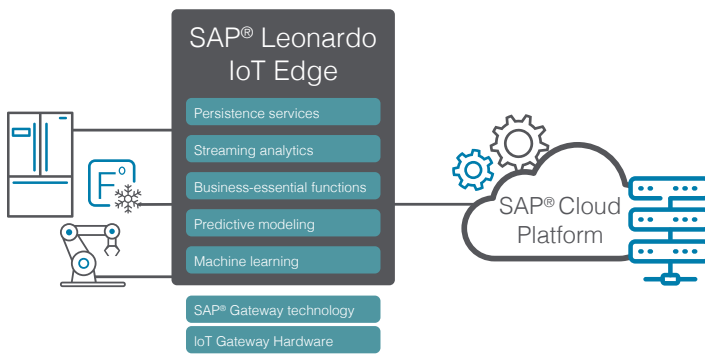 SAP® Leonardo
IoT Edge
Persistence services
Streaming analytics
Business-essential functions
Predictive modeling
Machine learning
SAP® Gateway technology
IoT Gateway Hardware
F°
SAP® Cloud
Platform